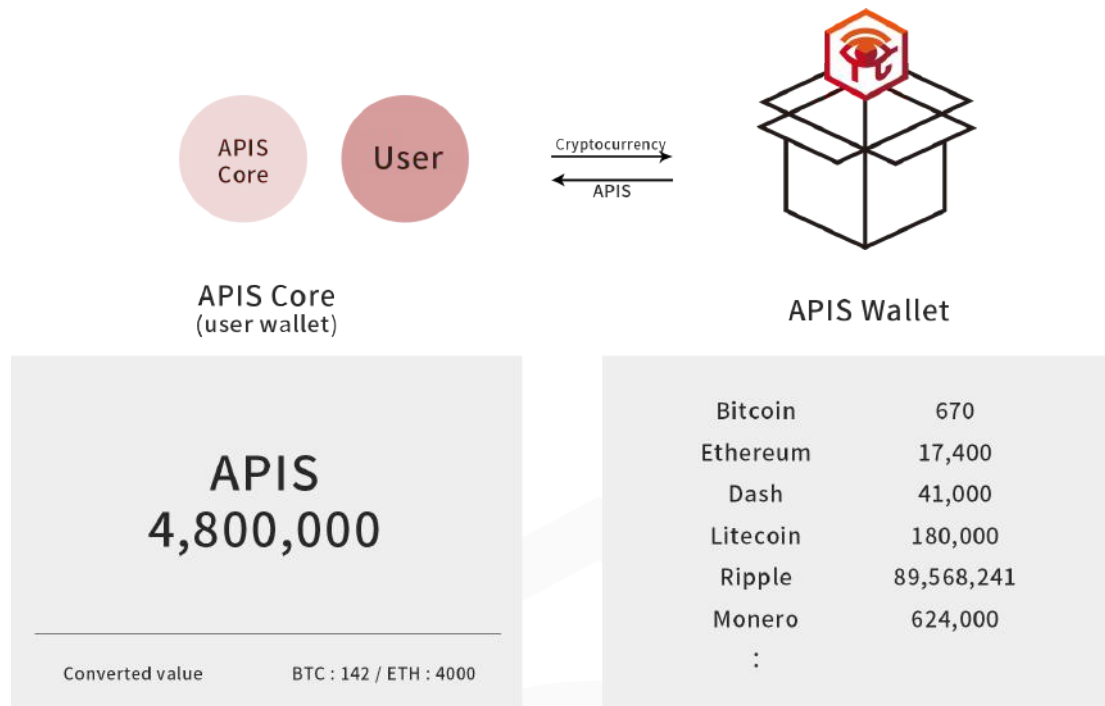 APIS
Core
User
Cryptocurrency
APIS
APIS Core
(user wallet)
APIS Wallet
APIS
4,800,000
Converted value BTC : 142 / ETH : 4000
Bitcoin 670
Ethereum 17,400
Dash 41,000
Litecoin 180,000
Ripple 89,568,241
Monero 624,000
: